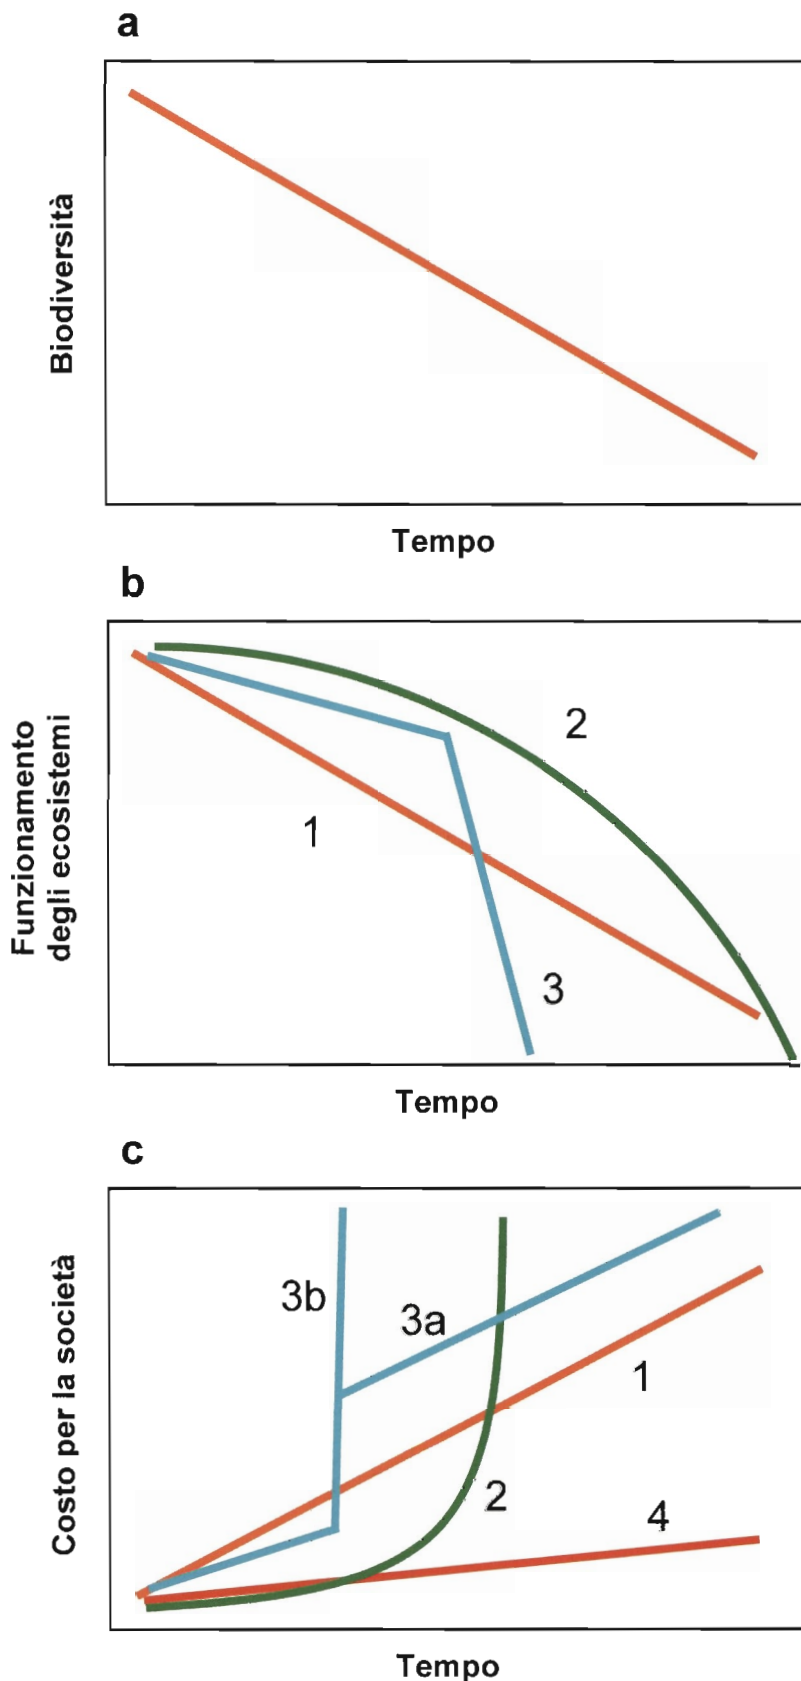 a
Biodiversità
Tempo
b
Funzionamento
degli ecosistemi
1
2
3
Tempo
c
Costo per la società
3b
3a
1
2
4
Tempo